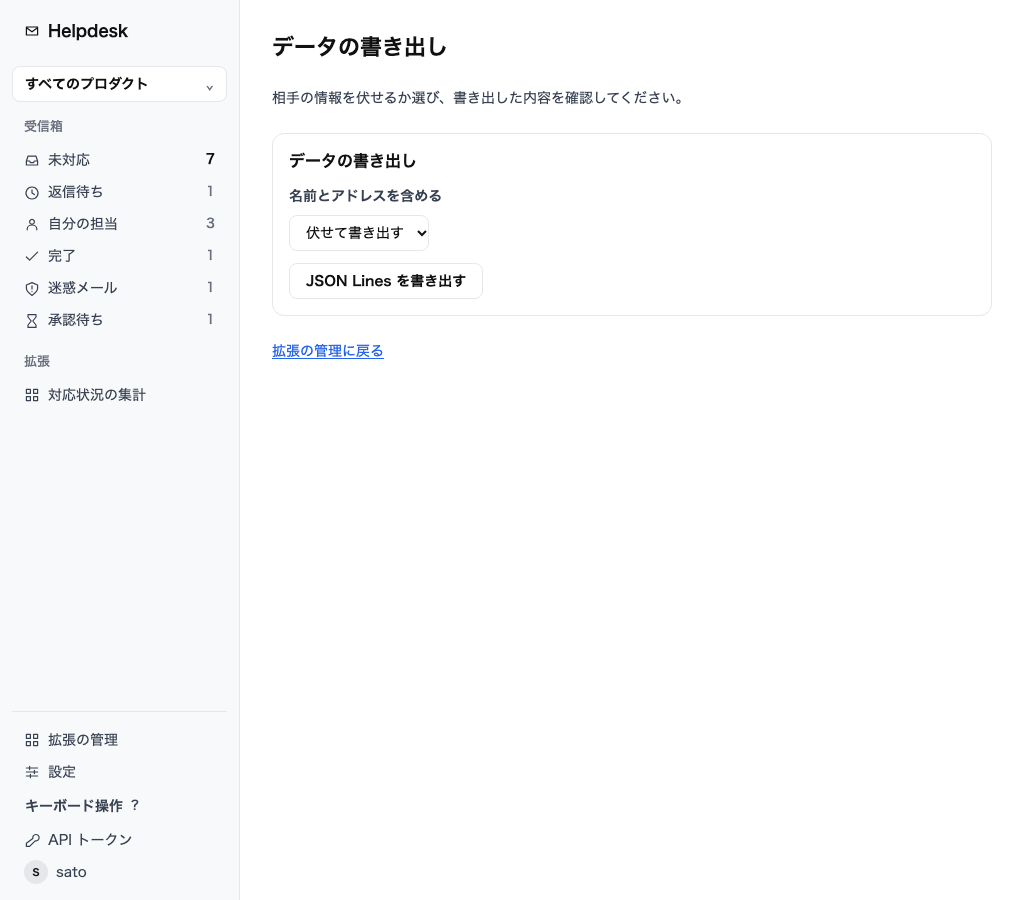 Helpdesk
すべてのプロダクト
受信箱
未対応 7
返信待ち 1
自分の担当 3
完了 1
迷惑メール 1
承認待ち 1
拡張
対応状況の集計
拡張の管理
設定
キーボード操作 ?
API トークン
S sato
データの書き出し
相手の情報を伏せるか選び、書き出した内容を確認してください。
データの書き出し
名前とアドレスを含める
伏せて書き出す
JSON Lines を書き出す
拡張の管理に戻る